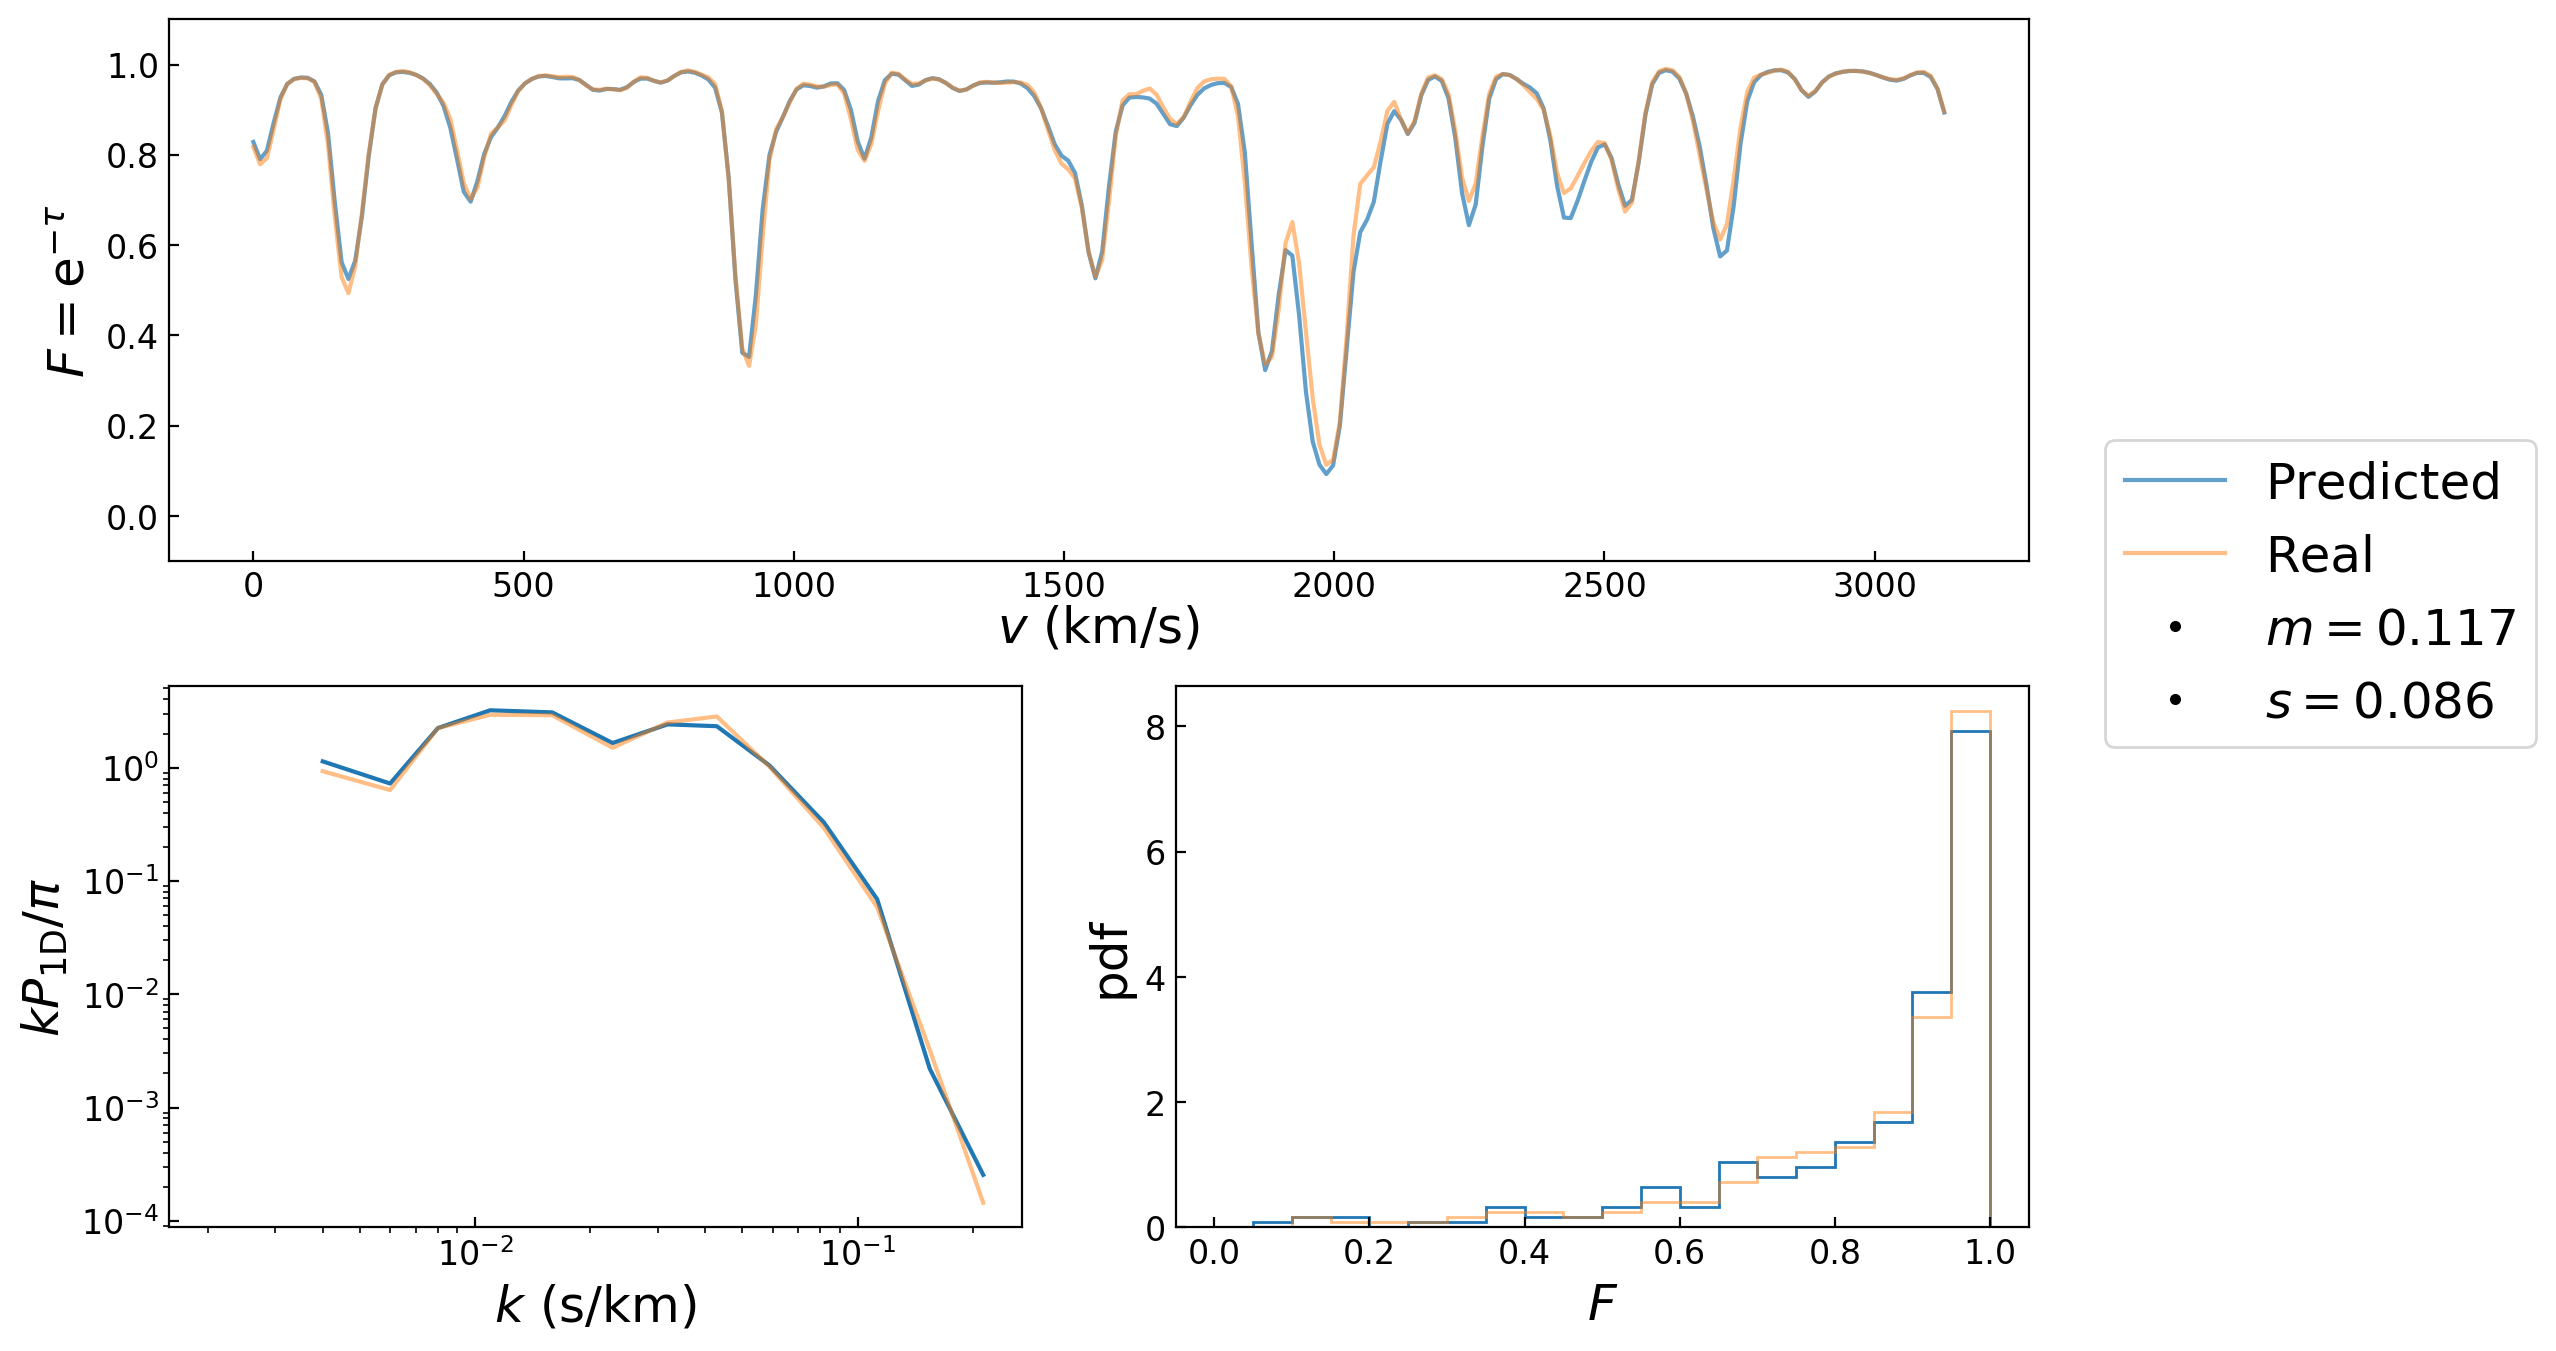 F = e^{−τ}
1.0
0.8
0.6
0.4
0.2
0.0
0 500 1000 1500 2000 2500 3000
v (km/s)
Predicted
Real
m = 0.117
s = 0.086
kP_{1D}/π
10^0
10^{−1}
10^{−2}
10^{−3}
10^{−4}
10^{−2} 10^{−1}
k (s/km)
pdf
8
6
4
2
0
0.0 0.2 0.4 0.6 0.8 1.0
F